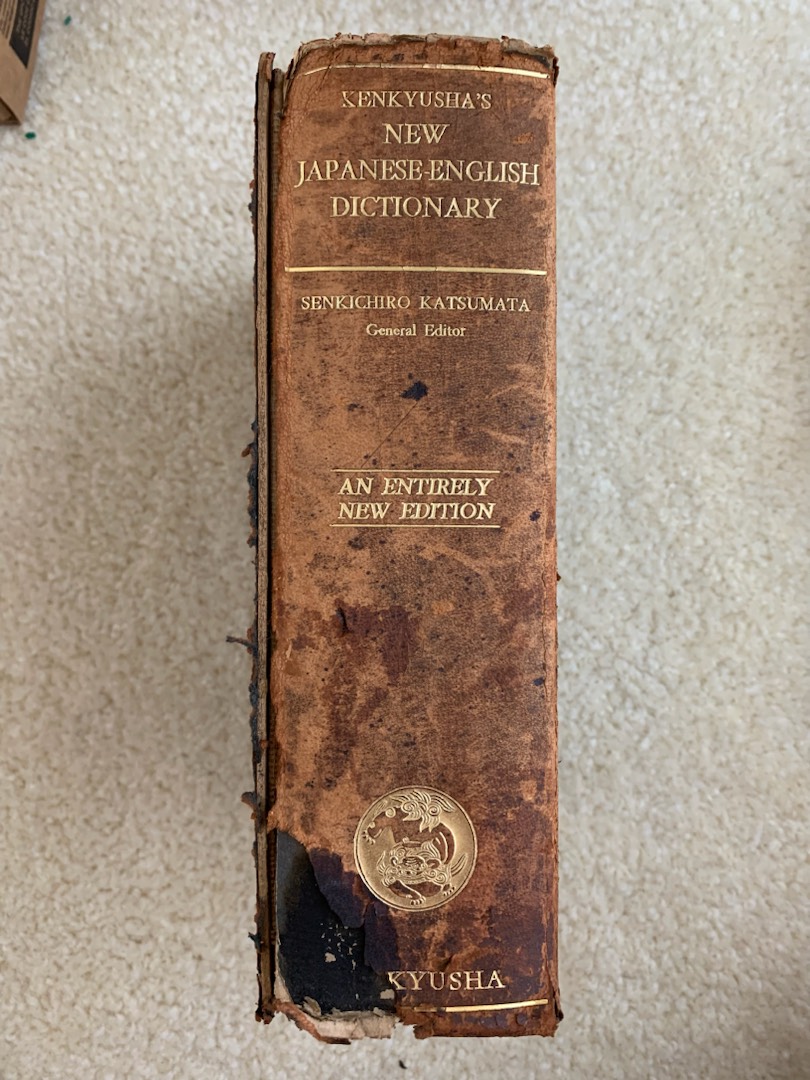 KENKYUSHA'S
NEW
JAPANESE-ENGLISH
DICTIONARY
SENKICHIRO KATSUMATA
General Editor
AN ENTIRELY
NEW EDITION
KYUSHA